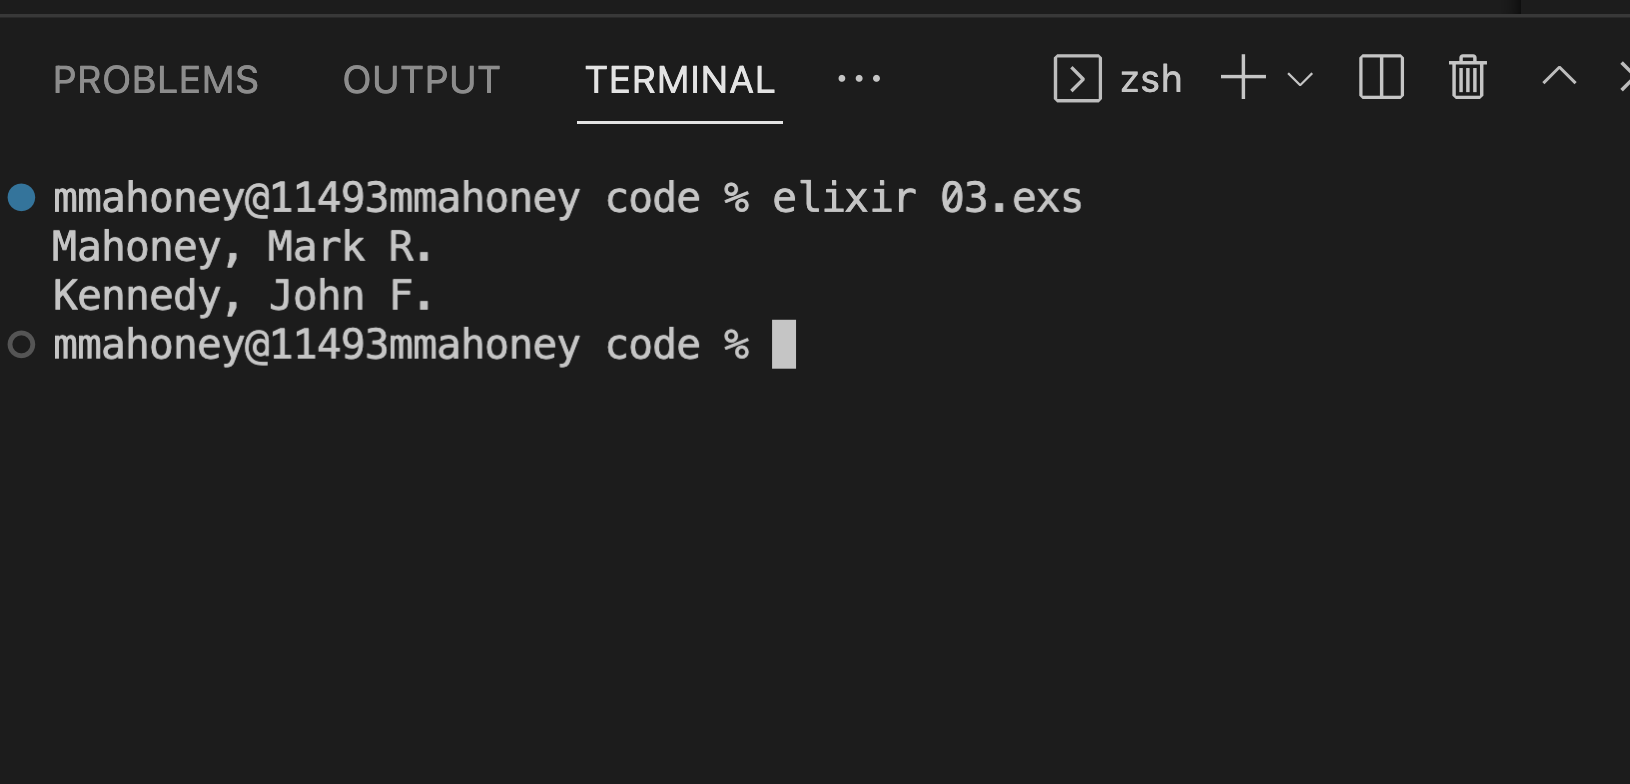 PROBLEMS OUTPUT TERMINAL ... zsh
mmahoney@11493mmahoney code % elixir 03.exs
Mahoney, Mark R.
Kennedy, John F.
mmahoney@11493mmahoney code %